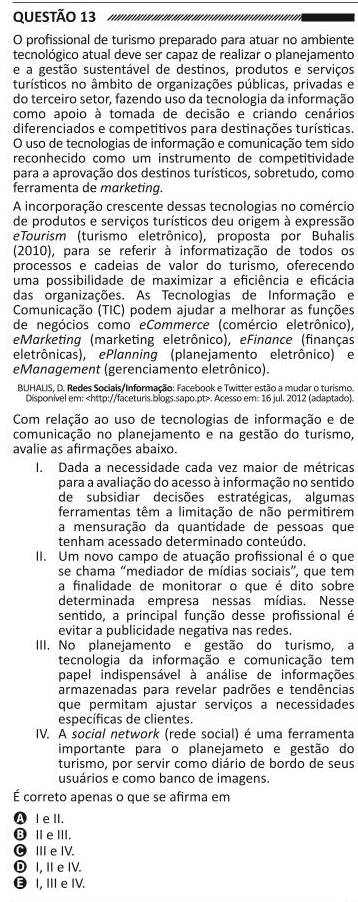 QUESTÃO 13
O profissional de turismo preparado para atuar no ambiente
tecnológico atual deve ser capaz de realizar o planejamento
e a gestão sustentável de destinos, produtos e serviços
turísticos no âmbito de organizações públicas, privadas e
do terceiro setor, fazendo uso da tecnologia da informação
como apoio à tomada de decisão e criando cenários
diferenciados e competitivos para destinações turísticas.
O uso de tecnologias de informação e comunicação tem sido
reconhecido como um instrumento de competitividade
para a aprovação dos destinos turísticos, sobretudo, como
ferramenta de marketing.
A incorporação crescente dessas tecnologias no comércio
de produtos e serviços turísticos deu origem à expressão
eTourism (turismo eletrônico), proposta por Buhalis
(2010), para se referir à informatização de todos os
processos e cadeias de valor do turismo, oferecendo
uma possibilidade de maximizar a eficiência e eficácia
das organizações. As Tecnologias de Informação e
Comunicação (TIC) podem ajudar a melhorar as funções
de negócios como eCommerce (comércio eletrônico),
eMarketing (marketing eletrônico), eFinance (finanças
eletrônicas), ePlanning (planejamento eletrônico) e
eManagement (gerenciamento eletrônico).
BUHALIS, D. Redes Sociais/Informação: Facebook e Twitter estão a mudar o turismo.
Disponível em: <http://faceturis.blogs.sapo.pt>. Acesso em: 16 jul. 2012 (adaptado).
Com relação ao uso de tecnologias de informação e de
comunicação no planejamento e na gestão do turismo,
avalie as afirmações abaixo.
I. Dada a necessidade cada vez maior de métricas
para a avaliação do acesso à informação no sentido
de subsidiar decisões estratégicas, algumas
ferramentas têm a limitação de não permitirem
a mensuração da quantidade de pessoas que
tenham acessado determinado conteúdo.
II. Um novo campo de atuação profissional é o que
se chama “mediador de mídias sociais”, que tem
a finalidade de monitorar o que é dito sobre
determinada empresa nessas mídias. Nesse
sentido, a principal função desse profissional é
evitar a publicidade negativa nas redes.
III. No planejamento e gestão do turismo, a
tecnologia da informação e comunicação tem
papel indispensável à análise de informações
armazenadas para revelar padrões e tendências
que permitam ajustar serviços a necessidades
específicas de clientes.
IV. A social network (rede social) é uma ferramenta
importante para o planejameto e gestão do
turismo, por servir como diário de bordo de seus
usuários e como banco de imagens.
É correto apenas o que se afirma em
A I e II.
B II e III.
C III e IV.
D I, II e IV.
E I, III e IV.